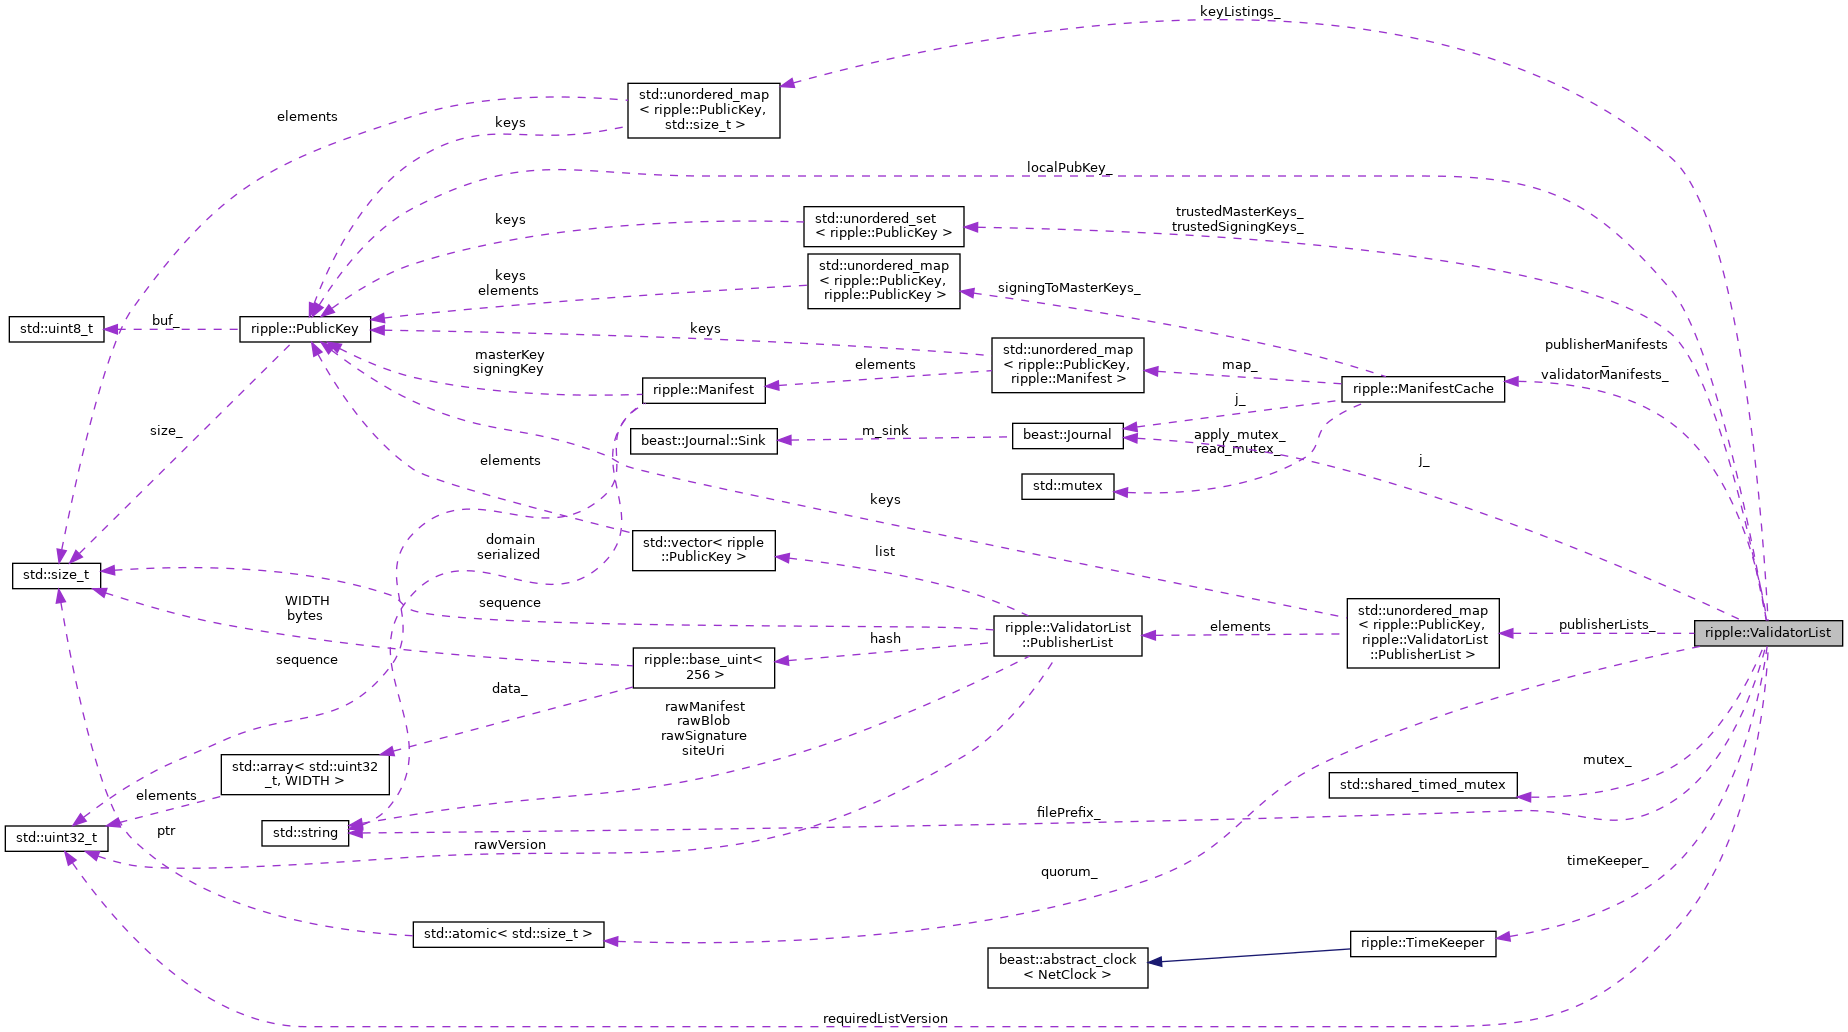 keyListings_
std::unordered_map
< ripple::PublicKey,
std::size_t >
elements
keys
localPubKey_
std::unordered_set
< ripple::PublicKey >
trustedMasterKeys_
trustedSigningKeys_
keys
std::unordered_map
< ripple::PublicKey,
ripple::PublicKey >
keys
elements
signingToMasterKeys_
std::uint8_t
buf_
ripple::PublicKey
keys
std::unordered_map
< ripple::PublicKey,
ripple::Manifest >
publisherManifests
_
validatorManifests_
masterKey
signingKey
elements
map_
ripple::Manifest
ripple::ManifestCache
j_
size_
beast::Journal::Sink
m_sink
beast::Journal
apply_mutex_
read_mutex_
j_
elements
std::mutex
keys
domain
serialized
std::vector< ripple
::PublicKey >
list
std::size_t
WIDTH
bytes
sequence
std::unordered_map
< ripple::PublicKey,
ripple::ValidatorList
::PublisherList >
publisherLists_
ripple::ValidatorList
elements
ripple::ValidatorList
::PublisherList
hash
sequence
ripple::base_uint<
256 >
data_
rawManifest
rawBlob
rawSignature
siteUri
std::array< std::uint32
_t, WIDTH >
mutex_
std::shared_timed_mutex
elements
filePrefix_
std::uint32_t
ptr
std::string
rawVersion
timeKeeper_
quorum_
std::atomic< std::size_t >
ripple::TimeKeeper
beast::abstract_clock
< NetClock >
requiredListVersion